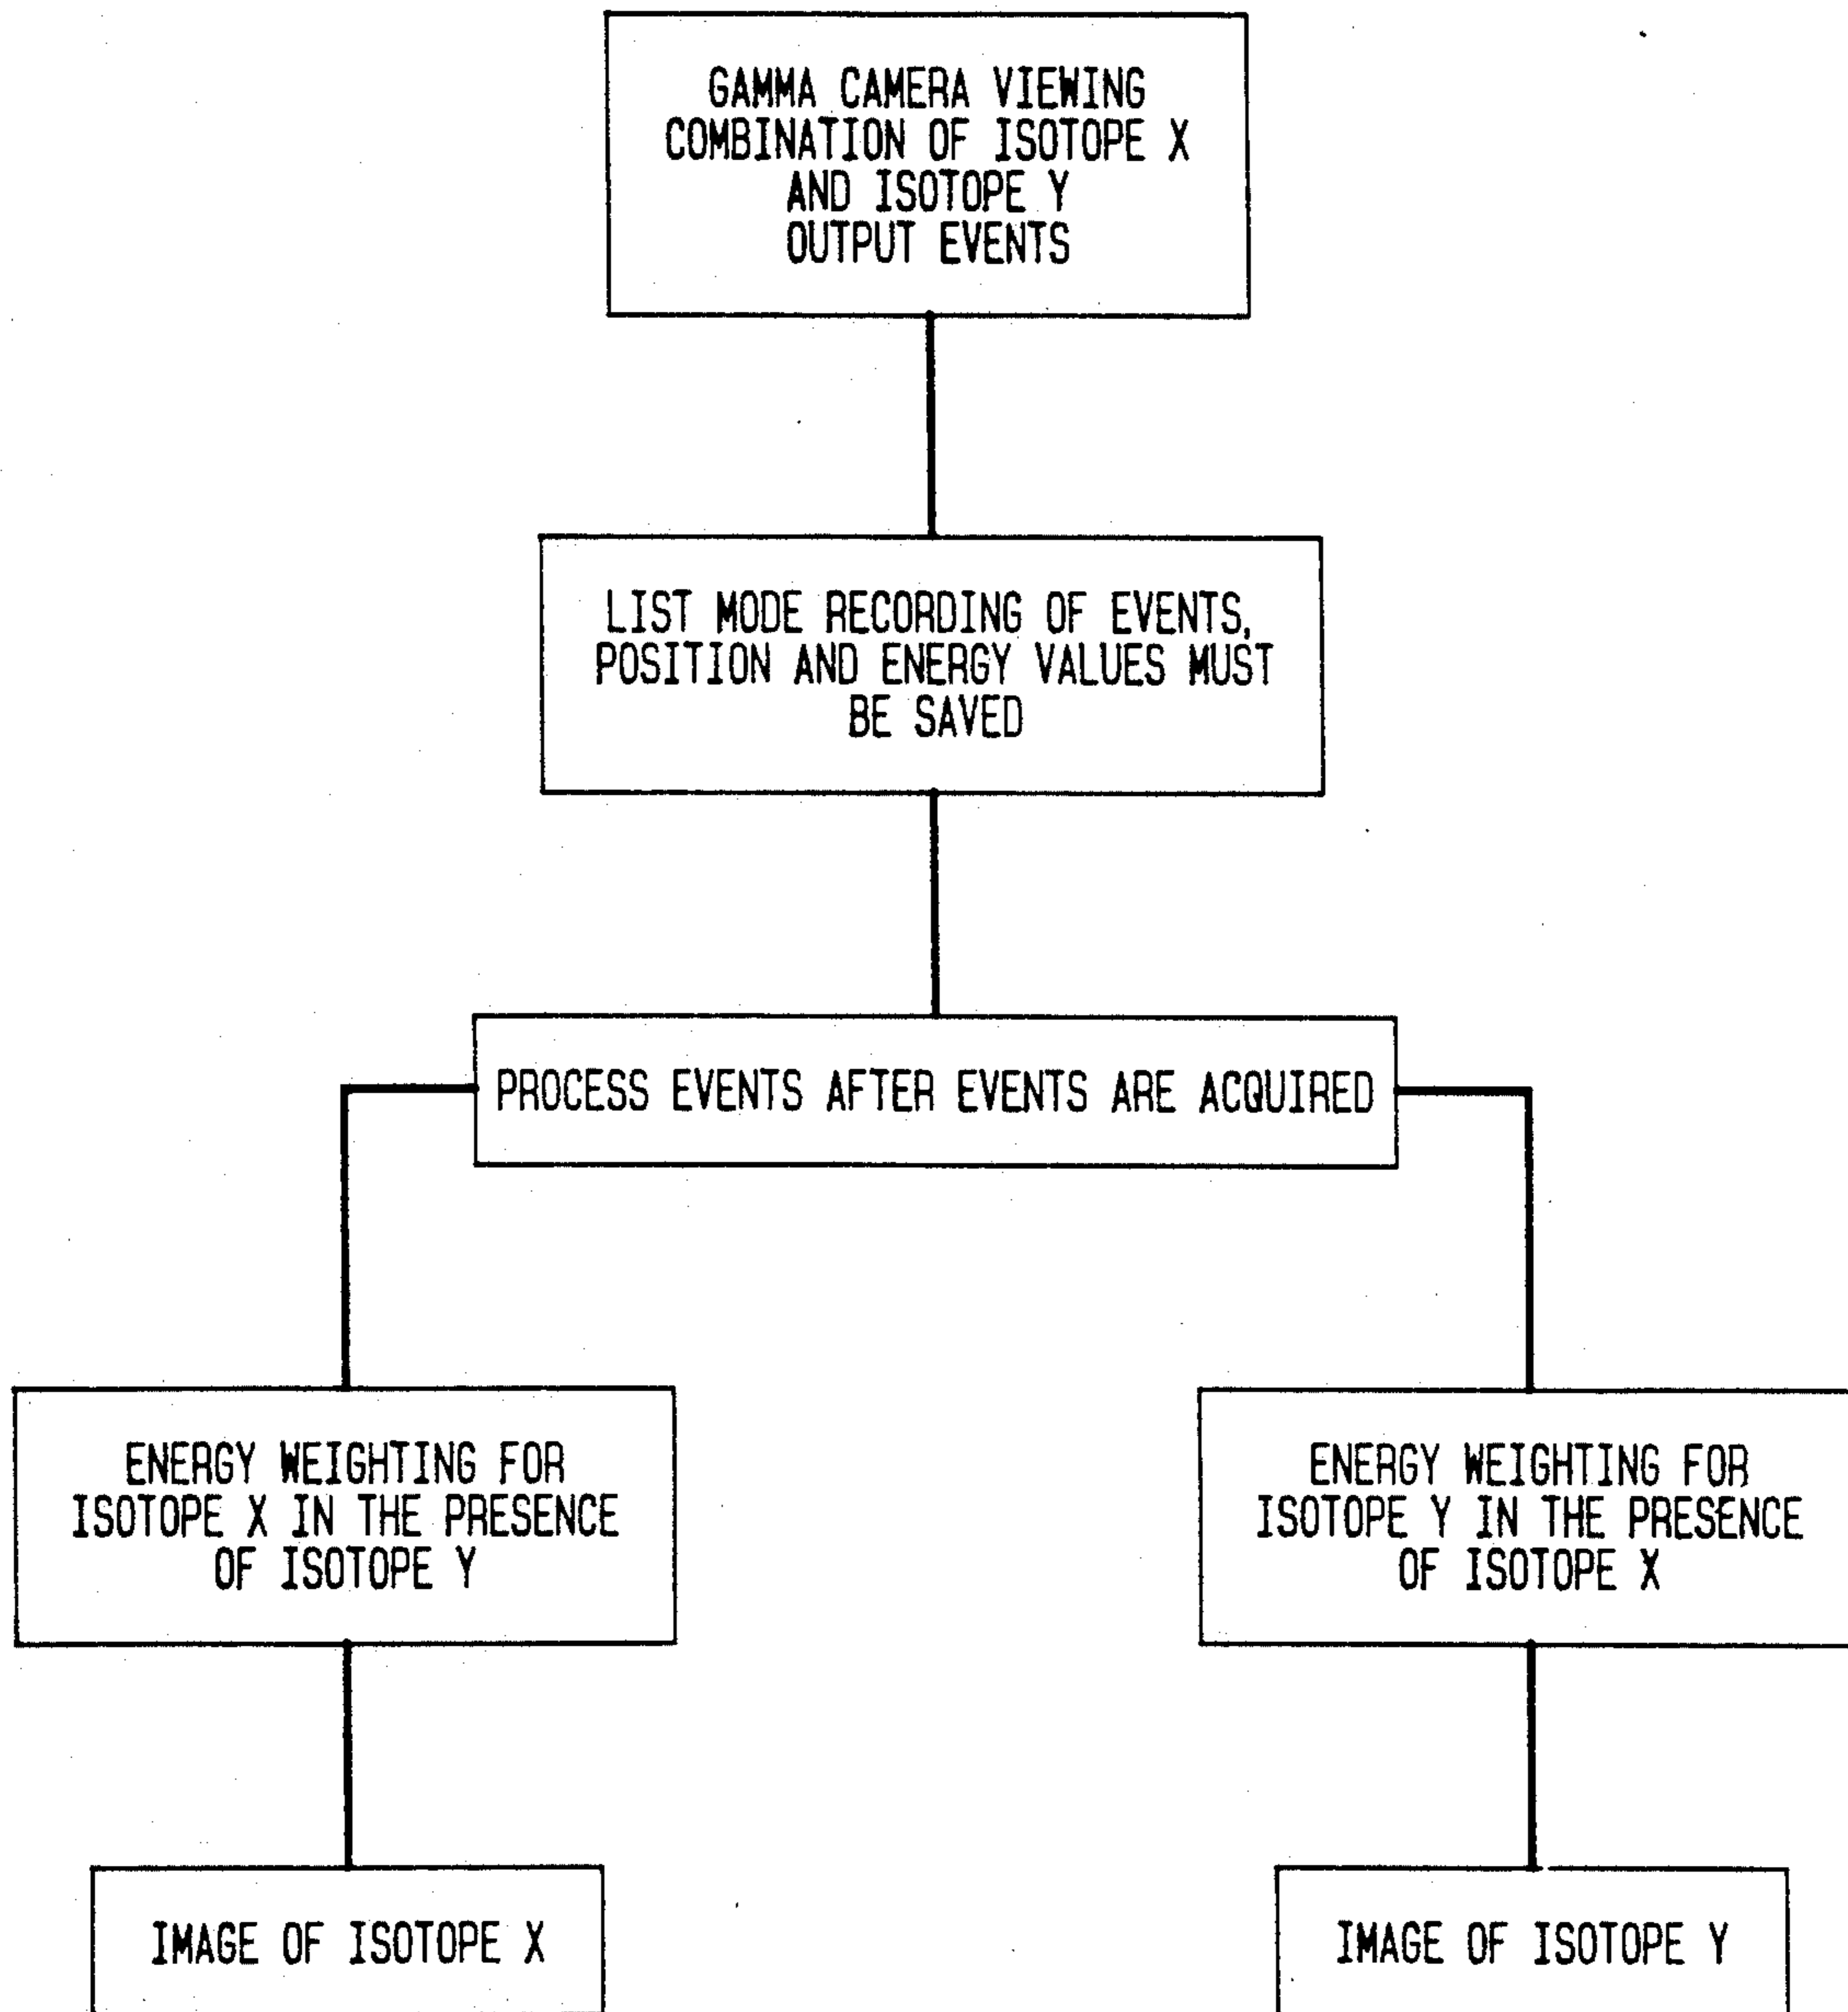 GAMMA CAMERA VIEWING
COMBINATION OF ISOTOPE X
AND ISOTOPE Y
OUTPUT EVENTS
LIST MODE RECORDING OF EVENTS,
POSITION AND ENERGY VALUES MUST
BE SAVED
PROCESS EVENTS AFTER EVENTS ARE ACQUIRED
ENERGY WEIGHTING FOR
ISOTOPE X IN THE PRESENCE
OF ISOTOPE Y
ENERGY WEIGHTING FOR
ISOTOPE Y IN THE PRESENCE
OF ISOTOPE X
IMAGE OF ISOTOPE X
IMAGE OF ISOTOPE Y